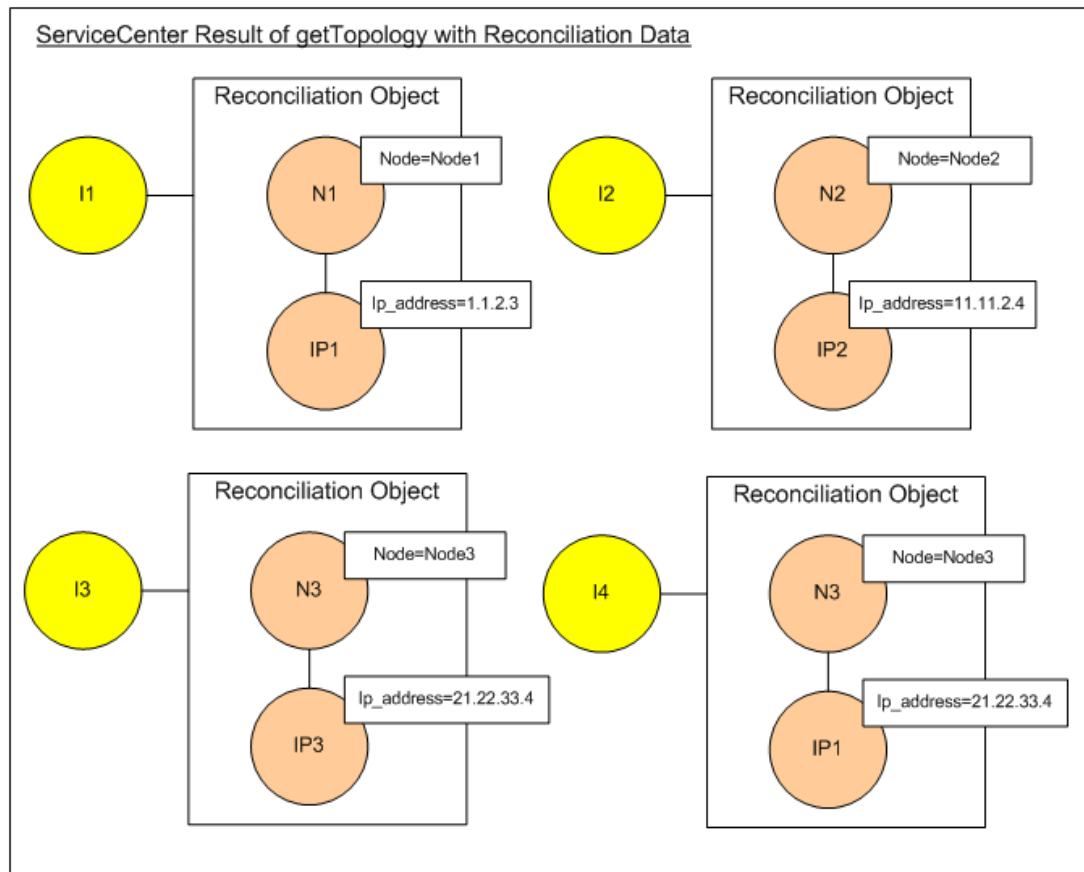 ServiceCenter Result of getTopology with Reconciliation Data
Reconciliation Object
I1
N1
Node=Node1
Ip_address=1.1.2.3
IP1
Reconciliation Object
I2
N2
Node=Node2
Ip_address=11.11.2.4
IP2
Reconciliation Object
I3
N3
Node=Node3
Ip_address=21.22.33.4
IP3
Reconciliation Object
I4
N3
Node=Node3
Ip_address=21.22.33.4
IP1